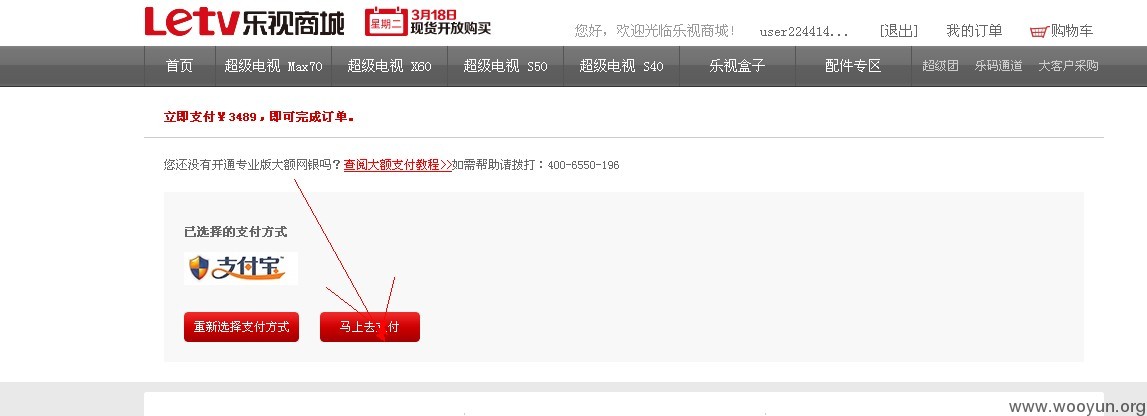 Letv乐视商城 星期二 3月18日
现货开放购买
您好，欢迎光临乐视商城！ user224414... [退出] 我的订单 购物车
首页 超级电视 Max70 超级电视 X60 超级电视 S50 超级电视 S40 乐视盒子 配件专区 超级团 乐码通道 大客户采购
立即支付￥3489，即可完成订单。
您还没有开通专业版大额网银吗？查阅大额支付教程>>如需帮助请拨打：400-6550-196
已选择的支付方式
支付宝
重新选择支付方式 马上去支付
www.wooyun.org